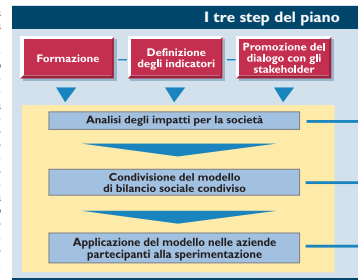 I tre step del piano
Formazione
Definizione
degli indicatori
Promozione del
dialogo con gli
stakeholder
Analisi degli impatti per la società
Condivisione del modello
di bilancio sociale condiviso
Applicazione del modello nelle aziende
partecipanti alla sperimentazione